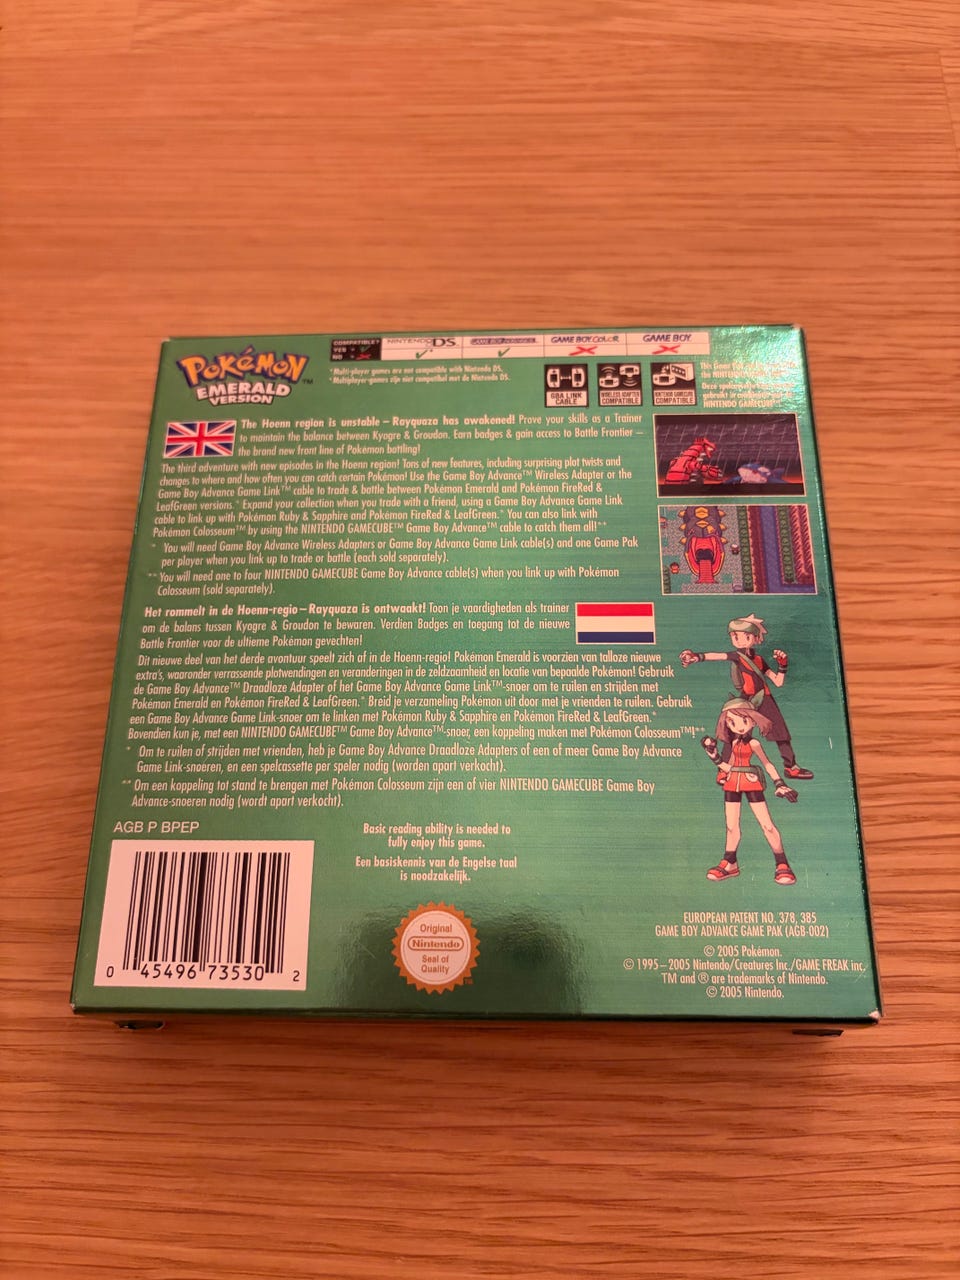 POKéMON™
EMERALD
VERSION
COMPATIBLE?
YES = ✓
NO = ✗
NINTENDO DS
GAME BOY ADVANCE
GAME BOY COLOR
GAME BOY
*Multi-player games are not compatible with Nintendo DS.
*Multiplayer-games zijn niet compatibel met de Nintendo DS.
GBA LINK
CABLE
WIRELESS ADAPTER
COMPATIBLE
NINTENDO GAMECUBE
COMPATIBLE
This Game
the NINTENDO
Deze
gebruikt
NINTENDO GAMECUBE
The Hoenn region is unstable – Rayquaza has awakened! Prove your skills as a Trainer
to maintain the balance between Kyogre & Groudon. Earn badges & gain access to Battle Frontier –
the brand new front line of Pokémon battling!
The third adventure with new episodes in the Hoenn region! Tons of new features, including surprising plot twists and
changes to where and how often you can catch certain Pokémon! Use the Game Boy Advance™ Wireless Adapter or the
Game Boy Advance Game Link™ cable to trade & battle between Pokémon Emerald and Pokémon FireRed &
LeafGreen versions.* Expand your collection when you trade with a friend, using a Game Boy Advance Game Link
cable to link up with Pokémon Ruby & Sapphire and Pokémon FireRed & LeafGreen.* You can also link with
Pokémon Colosseum™ by using the NINTENDO GAMECUBE™ Game Boy Advance™ cable to catch them all!**
* You will need Game Boy Advance Wireless Adapters or Game Boy Advance Game Link cable(s) and one Game Pak
per player when you link up to trade or battle (each sold separately).
** You will need one to four NINTENDO GAMECUBE Game Boy Advance cable(s) when you link up with Pokémon
Colosseum (sold separately).
Het rommelt in de Hoenn-regio – Rayquaza is ontwaakt! Toon je vaardigheden als trainer
om de balans tussen Kyogre & Groudon te bewaren. Verdien Badges en toegang tot de nieuwe
Battle Frontier voor de ultieme Pokémon gevechten!
Dit nieuwe deel van het derde avontuur speelt zich af in de Hoenn-regio! Pokémon Emerald is voorzien van talloze nieuwe
extra's, waaronder verrassende plotwendingen en veranderingen in de zeldzaamheid en locatie van bepaalde Pokémon! Gebruik
de Game Boy Advance™ Draadloze Adapter of het Game Boy Advance Game Link™-snoer om te ruilen en strijden met
Pokémon Emerald en Pokémon FireRed & LeafGreen.* Breid je verzameling Pokémon uit door met je vrienden te ruilen. Gebruik
een Game Boy Advance Game Link-snoer om te linken met Pokémon Ruby & Sapphire en Pokémon FireRed & LeafGreen.*
Bovendien kun je, met een NINTENDO GAMECUBE™ Game Boy Advance™-snoer, een koppeling maken met Pokémon Colosseum™!**
* Om te ruilen of strijden met vrienden, heb je Game Boy Advance Draadloze Adapters of een of meer Game Boy Advance
Game Link-snoeren, en een spelcassette per speler nodig (worden apart verkocht).
** Om een koppeling tot stand te brengen met Pokémon Colosseum zijn een of vier NINTENDO GAMECUBE Game Boy
Advance-snoeren nodig (wordt apart verkocht).
AGB P BPEP
Basic reading ability is needed to
fully enjoy this game.
Een basiskennis van de Engelse taal
is noodzakelijk.
0 45496 73530 2
Original
Nintendo
Seal of
Quality
TM
EUROPEAN PATENT NO. 378, 385
GAME BOY ADVANCE GAME PAK (AGB-002)
© 2005 Pokémon.
© 1995–2005 Nintendo/Creatures Inc./GAME FREAK inc.
TM and ® are trademarks of Nintendo.
© 2005 Nintendo.